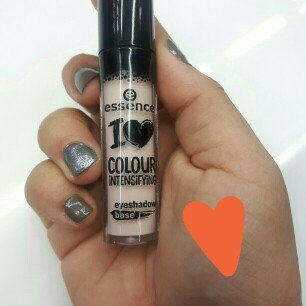 essence
I
COLOUR
INTENSIFYING
eyeshadow
base